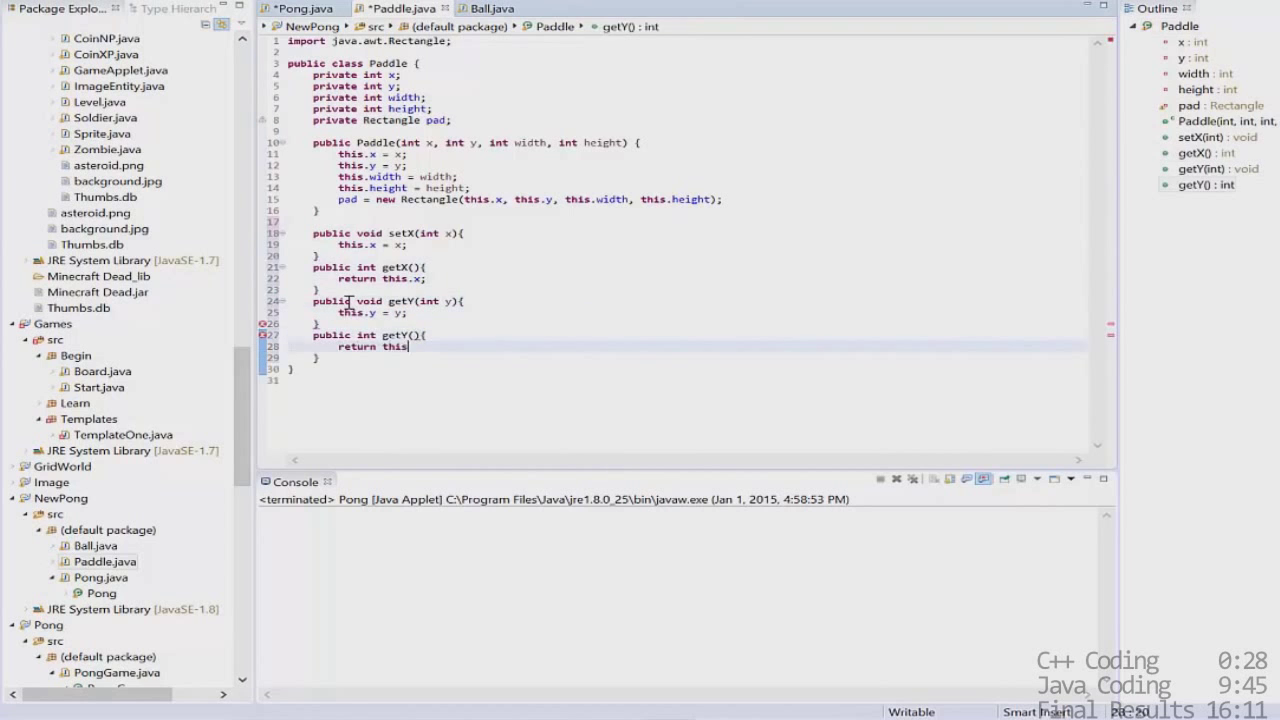 Package Explo...
Type Hierarch
CoinNP.java
CoinXP.java
GameApplet.java
ImageEntity.java
Level.java
Soldier.java
Sprite.java
Zombie.java
asteroid.png
background.jpg
Thumbs.db
asteroid.png
background.jpg
Thumbs.db
JRE System Library [JavaSE-1.7]
Minecraft Dead_lib
Minecraft Dead.jar
Thumbs.db
Games
src
Begin
Board.java
Start.java
Learn
Templates
TemplateOne.java
JRE System Library [JavaSE-1.7]
GridWorld
Image
NewPong
src
(default package)
Ball.java
Paddle.java
Pong.java
Pong
JRE System Library [JavaSE-1.8]
Pong
src
(default package)
PongGame.java
*Pong.java
*Paddle.java
Ball.java
NewPong
src
(default package)
Paddle
getY() : int
1 import java.awt.Rectangle;
2
3 public class Paddle {
4 private int x;
5 private int y;
6 private int width;
7 private int height;
8 private Rectangle pad;
9
10 public Paddle(int x, int y, int width, int height) {
11 this.x = x;
12 this.y = y;
13 this.width = width;
14 this.height = height;
15 pad = new Rectangle(this.x, this.y, this.width, this.height);
16 }
17
18 public void setX(int x){
19 this.x = x;
20 }
21 public int getX(){
22 return this.x;
23 }
24 public void getY(int y){
25 this.y = y;
26 }
27 public int getY(){
28 return this
29 }
30 }
31
Console
<terminated> Pong [Java Applet] C:\Program Files\Java\jre1.8.0_25\bin\javaw.exe (Jan 1, 2015, 4:58:53 PM)
Outline
Paddle
x : int
y : int
width : int
height : int
pad : Rectangle
Paddle(int, int, int,
setX(int) : void
getX() : int
getY(int) : void
getY() : int
C++ Coding 0:28
Java Coding 9:45
Final Results 16:11
Writable
Smart Insert
28 : 20